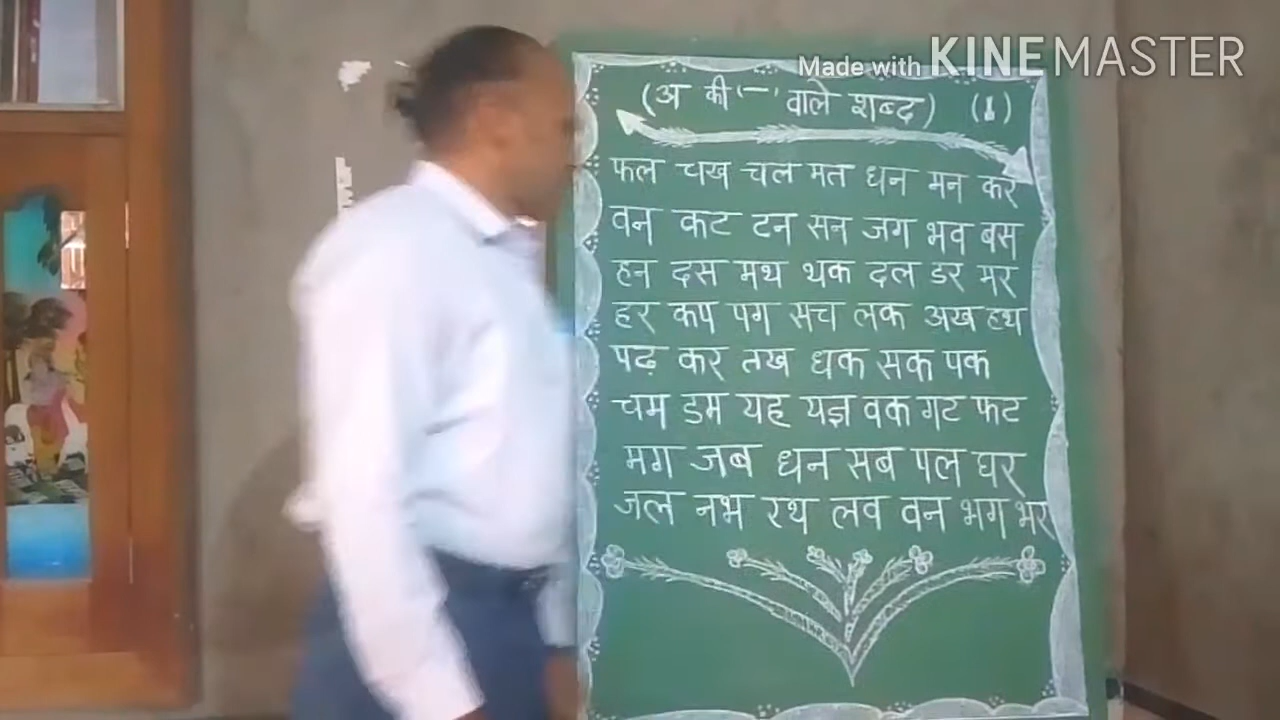 Made with KINEMASTER
(अ की '—' वाले शब्द) (1)
फल चख चल मत धन मन कर
वन कट टन सन जग भव बस
हन दस मथ थक दल डर मर
हर कप पग सच लक अख हथ
पढ़ कर तख धक सक पक
चम डम यह यज्ञ वक गट फट
मग जब धन सब पल घर
जल नभ रथ लव वन भग भर